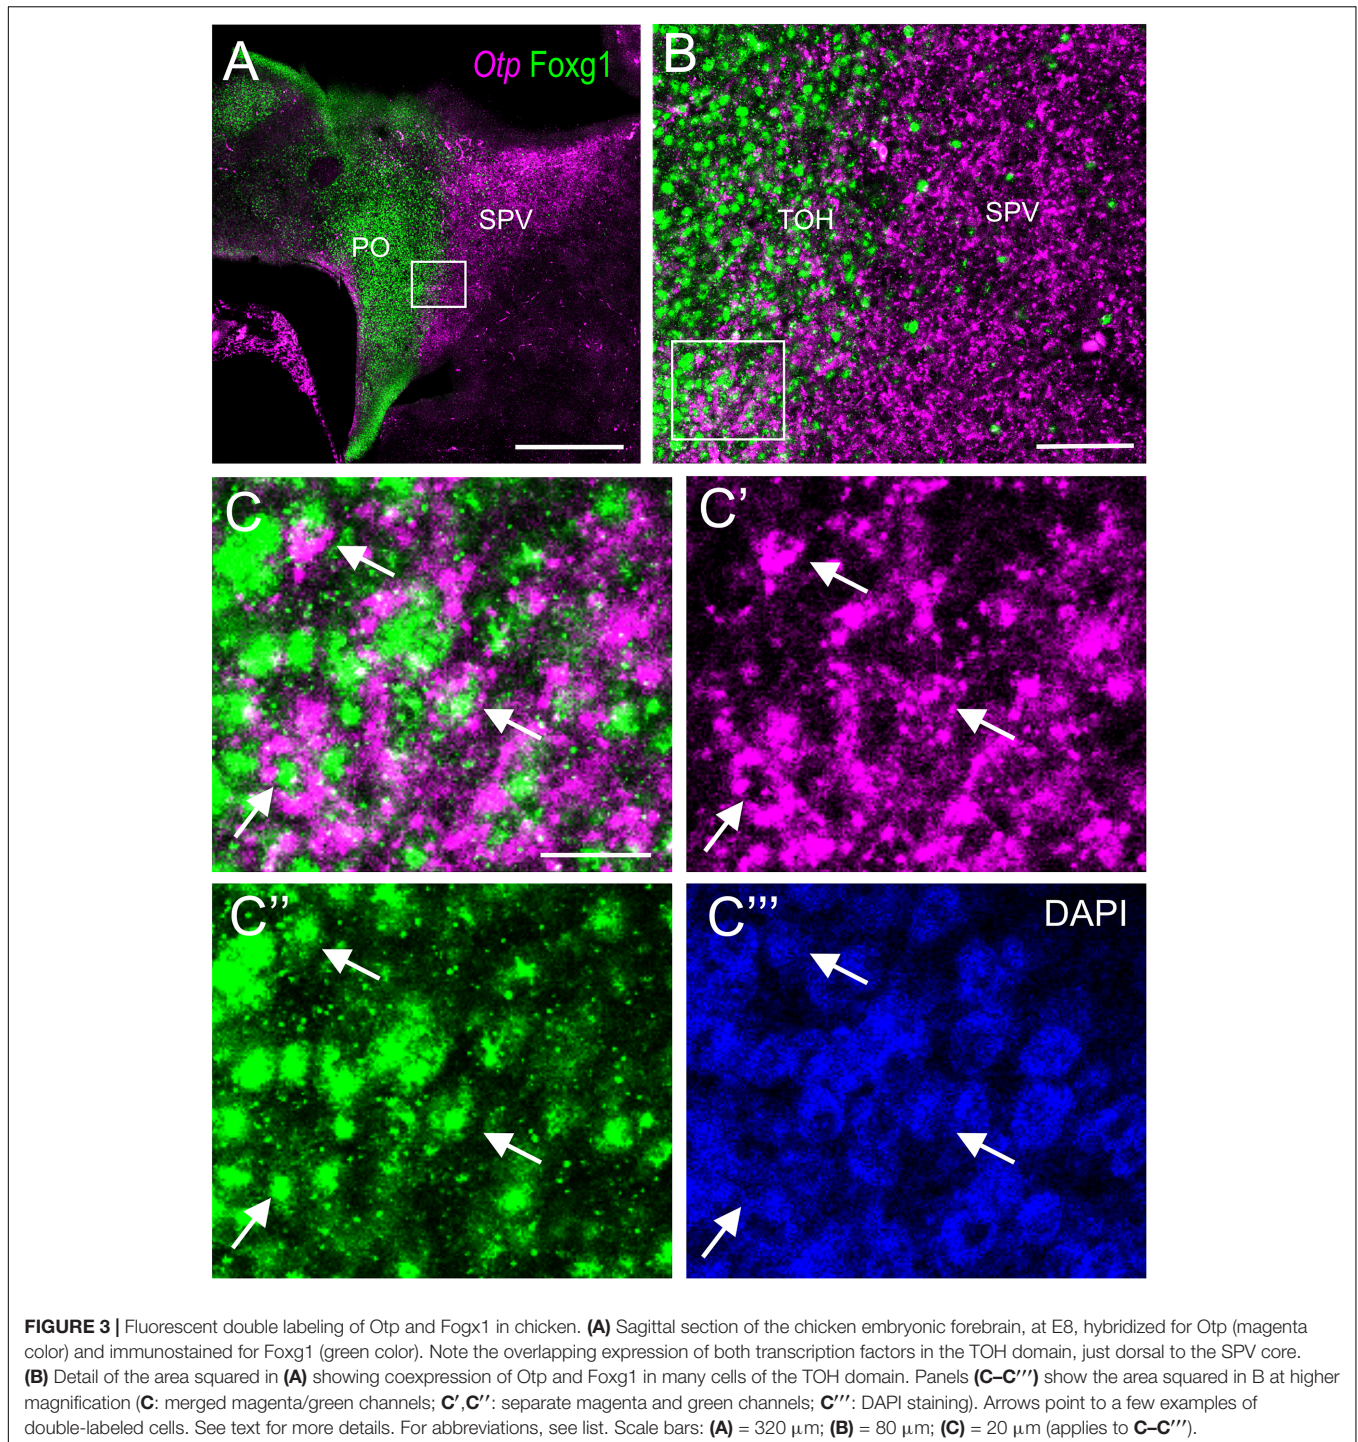 A
Otp Foxg1
SPV
PO
B
TOH
SPV
C
C’
C’’
C’’’
DAPI
FIGURE 3 | Fluorescent double labeling of Otp and Fogx1 in chicken. (A) Sagittal section of the chicken embryonic forebrain, at E8, hybridized for Otp (magenta
color) and immunostained for Foxg1 (green color). Note the overlapping expression of both transcription factors in the TOH domain, just dorsal to the SPV core.
(B) Detail of the area squared in (A) showing coexpression of Otp and Foxg1 in many cells of the TOH domain. Panels (C–C′′′) show the area squared in B at higher
magnification (C: merged magenta/green channels; C′,C′′: separate magenta and green channels; C′′′: DAPI staining). Arrows point to a few examples of
double-labeled cells. See text for more details. For abbreviations, see list. Scale bars: (A) = 320 μm; (B) = 80 μm; (C) = 20 μm (applies to C–C′′′).